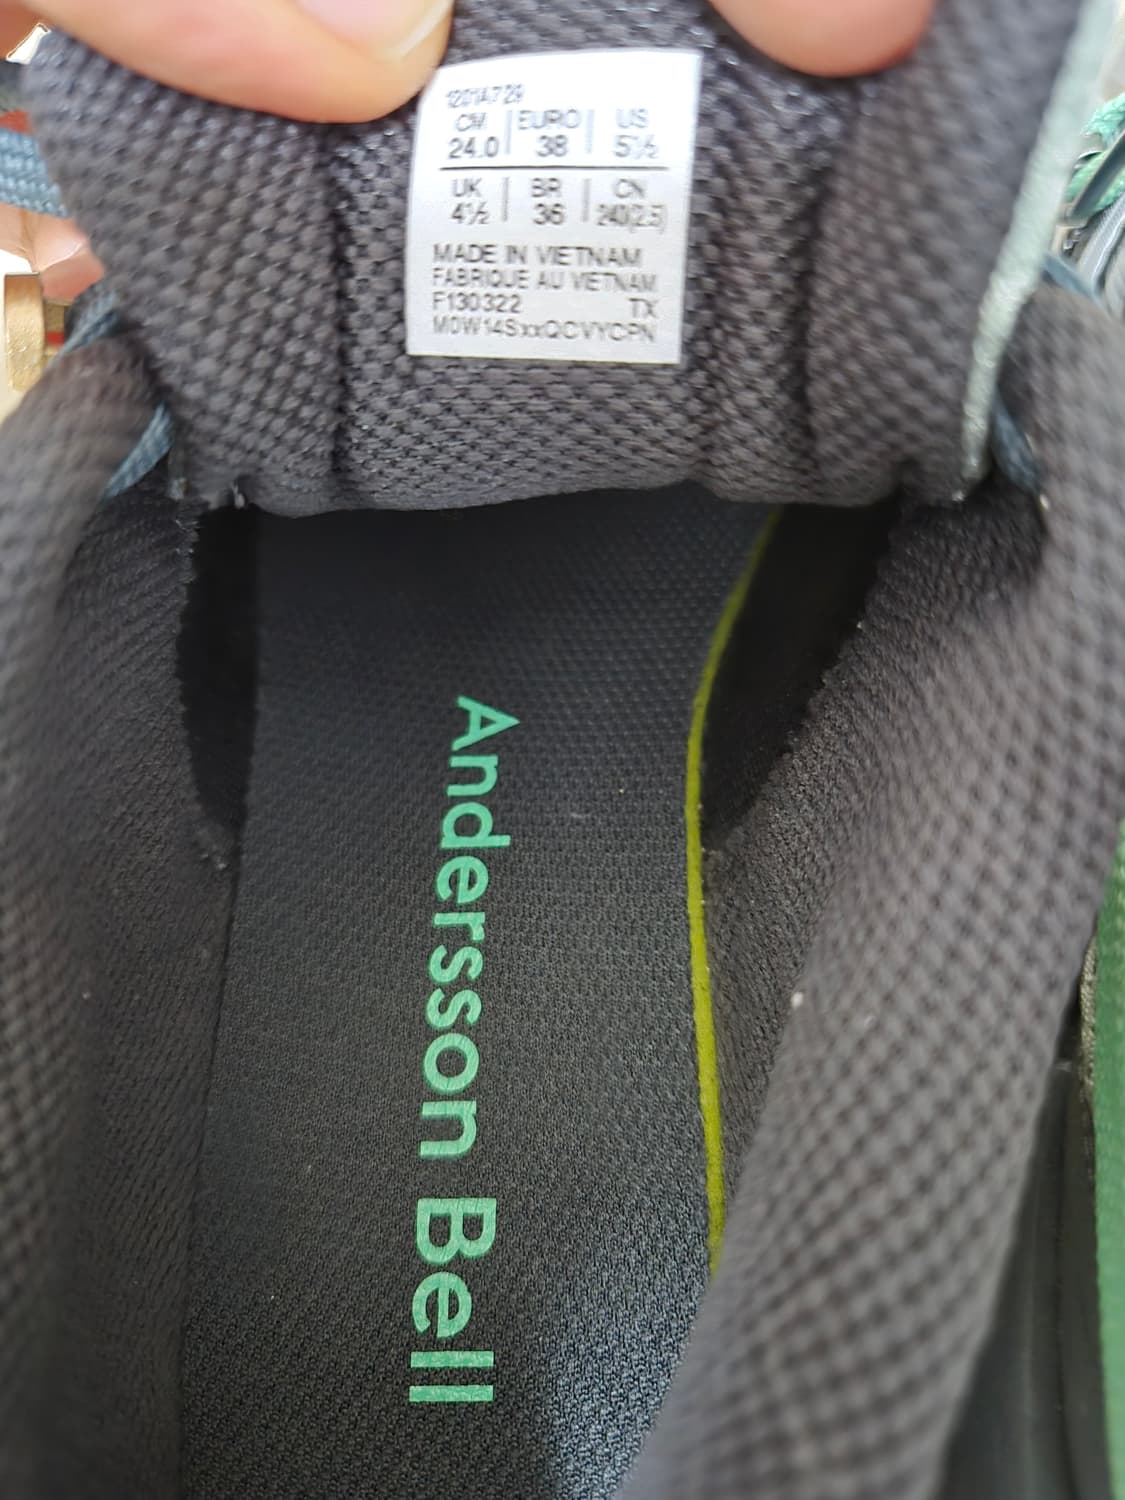 1201A729
CM | EURO | US
24.0 | 38 | 5½
UK | BR | CN
4½ | 36 | 240(2.5)
MADE IN VIETNAM
FABRIQUE AU VIETNAM
F130322 TX
M0W14SxxQCVYCPN
Andersson Bell